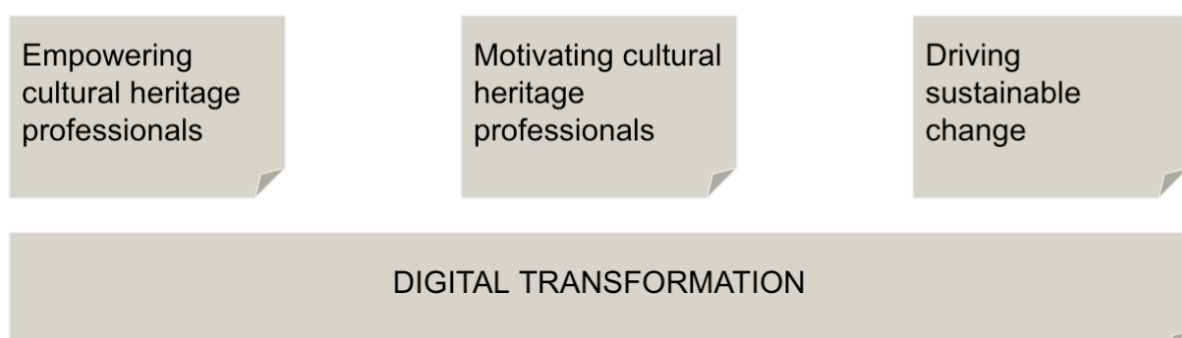 Empowering
cultural heritage
professionals
Motivating cultural
heritage
professionals
Driving
sustainable
change
DIGITAL TRANSFORMATION